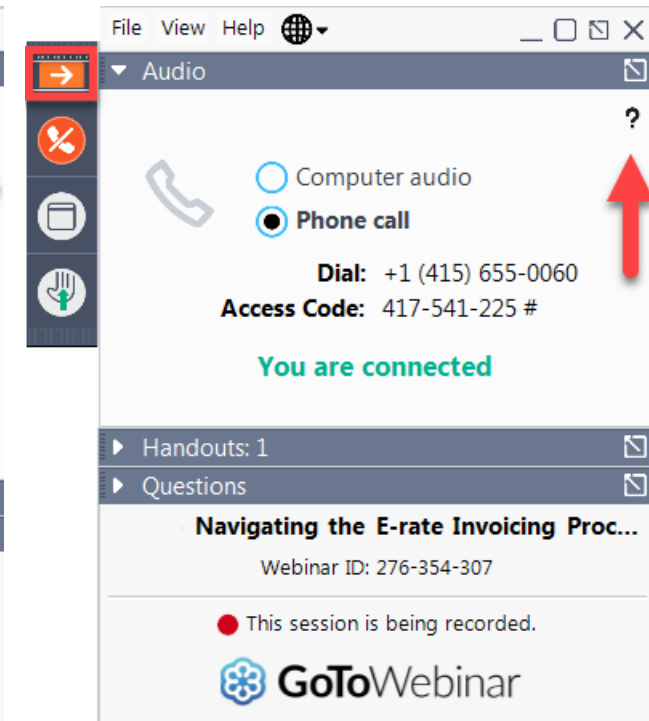 File View Help
Audio
?
Computer audio
Phone call
Dial: +1 (415) 655-0060
Access Code: 417-541-225 #
You are connected
Handouts: 1
Questions
Navigating the E-rate Invoicing Proc...
Webinar ID: 276-354-307
This session is being recorded.
GoToWebinar